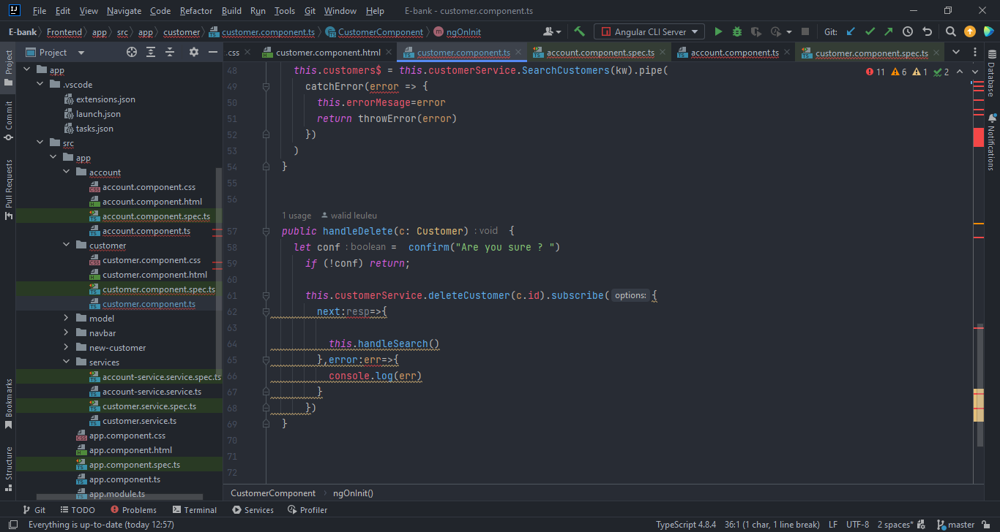 IJ File Edit View Navigate Code Refactor Build Run Tools Git Window Help E-bank - customer.component.ts
E-bank Frontend app src app customer customer.component.ts CustomerComponent m ngOnInit Angular CLI Server Git:
Project .css customer.component.html customer.component.ts account.component.spec.ts account.component.ts customer.component.spec.ts
Project
Commit
Pull Requests
Bookmarks
Structure
app
.vscode
extensions.json
launch.json
tasks.json
src
app
account
account.component.css
account.component.html
account.component.spec.ts
account.component.ts
customer
customer.component.css
customer.component.html
customer.component.spec.ts
customer.component.ts
model
navbar
new-customer
services
account-service.service.spec.ts
account-service.service.ts
customer.service.spec.ts
customer.service.ts
app.component.css
app.component.html
app.component.spec.ts
app.component.ts
app.module.ts
11 6 1 2
48 this.customers$ = this.customerService.SearchCustomers(kw).pipe(
49 catchError(error => {
50 this.errorMesage=error
51 return throwError(error)
52 })
53 )
54 }
55
56
1 usage walid leuleu
57 public handleDelete(c: Customer) : void {
58 let conf : boolean = confirm("Are you sure ? ")
59 if (!conf) return;
60
61 this.customerService.deleteCustomer(c.id).subscribe( options: {
62 next:resp=>{
63
64 this.handleSearch()
65 },error:err=>{
66 console.log(err)
67 }
68 })
69 }
70
71
72
Database
Notifications
CustomerComponent ngOnInit()
Git TODO Problems Terminal Services Profiler
Everything is up-to-date (today 12:57) TypeScript 4.8.4 36:1 (1 char, 1 line break) LF UTF-8 2 spaces* master